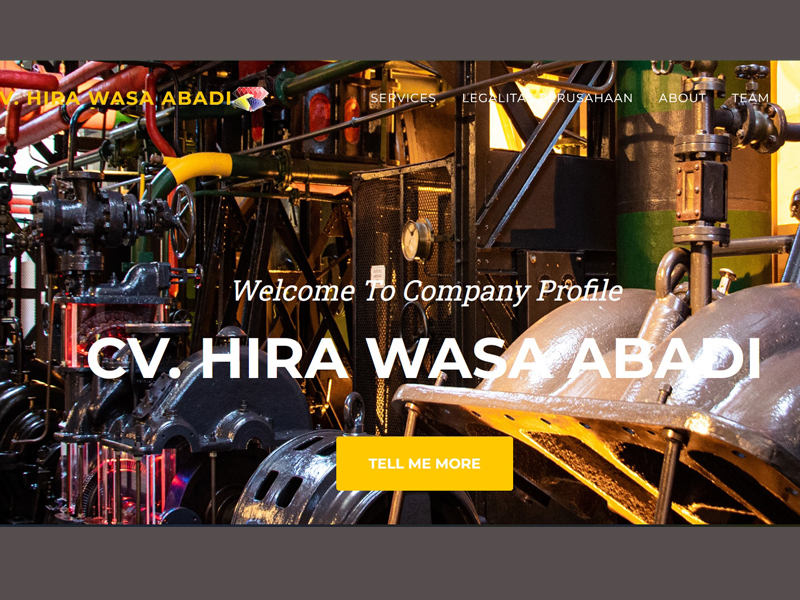 V. HIRA WASA ABADI
SERVICES LEGALITAS PERUSAHAAN ABOUT TEAM
Welcome To Company Profile
CV. HIRA WASA ABADI
TELL ME MORE